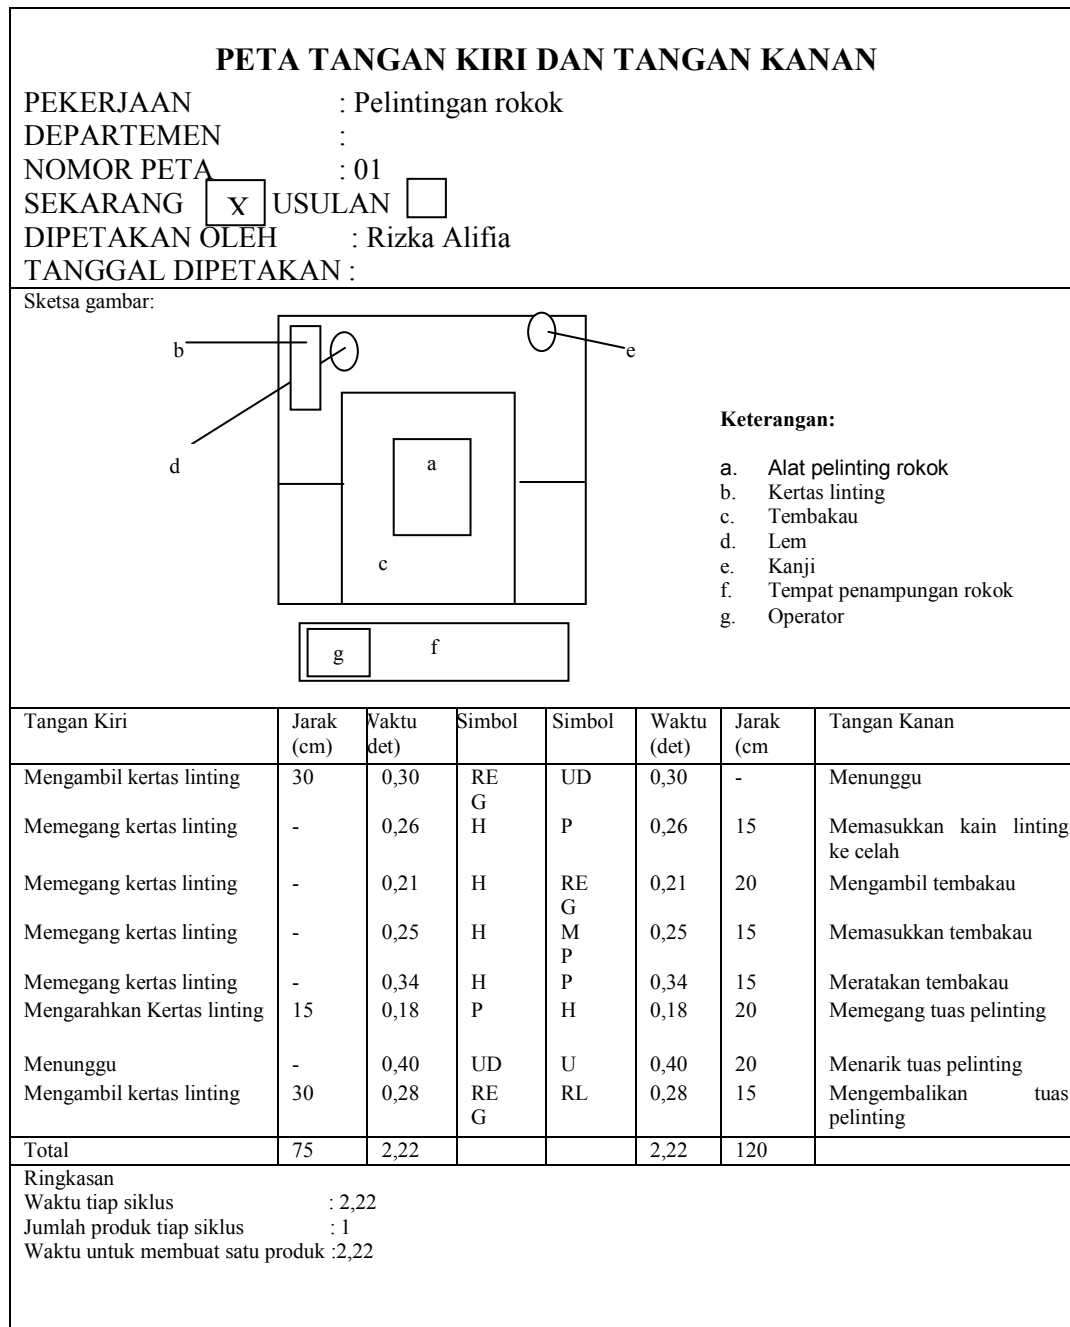 PETA TANGAN KIRI DAN TANGAN KANAN
PEKERJAAN : Pelintingan rokok
DEPARTEMEN :
NOMOR PETA : 01
SEKARANG X USULAN
DIPETAKAN OLEH : Rizka Alifia
TANGGAL DIPETAKAN :
Sketsa gambar:
b
e
d
a
c
g
f
Keterangan:
a. Alat pelinting rokok
b. Kertas linting
c. Tembakau
d. Lem
e. Kanji
f. Tempat penampungan rokok
g. Operator
Tangan Kiri Jarak Waktu Simbol Simbol Waktu Jarak Tangan Kanan
(cm) det) (det) (cm
Mengambil kertas linting 30 0,30 RE UD 0,30 - Menunggu
G
Memegang kertas linting - 0,26 H P 0,26 15 Memasukkan kain linting
ke celah
Memegang kertas linting - 0,21 H RE 0,21 20 Mengambil tembakau
G
Memegang kertas linting - 0,25 H M 0,25 15 Memasukkan tembakau
P
Memegang kertas linting - 0,34 H P 0,34 15 Meratakan tembakau
Mengarahkan Kertas linting 15 0,18 P H 0,18 20 Memegang tuas pelinting
Menunggu - 0,40 UD U 0,40 20 Menarik tuas pelinting
Mengambil kertas linting 30 0,28 RE RL 0,28 15 Mengembalikan tuas
G pelinting
Total 75 2,22 2,22 120
Ringkasan
Waktu tiap siklus : 2,22
Jumlah produk tiap siklus : 1
Waktu untuk membuat satu produk :2,22